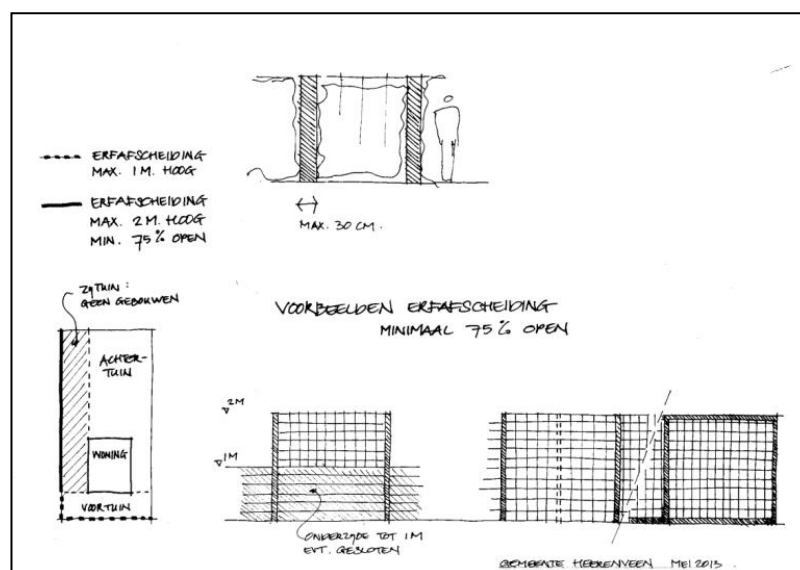 ERFAFSCHEIDING
MAX. 1 M. HOOG
ERFAFSCHEIDING
MAX. 2 M. HOOG
MIN. 75% OPEN
MAX. 30 CM.
ZIJTUIN:
GEEN GEBOUWEN
ACHTER-
TUIN
WONING
VOORTUIN
VOORBEELDEN ERFAFSCHEIDING
MINIMAAL 75% OPEN
2M
1M
ONDERZIJDE TOT 1M
EVT. GESLOTEN
GEMEENTE HEERENVEEN MEI 2013